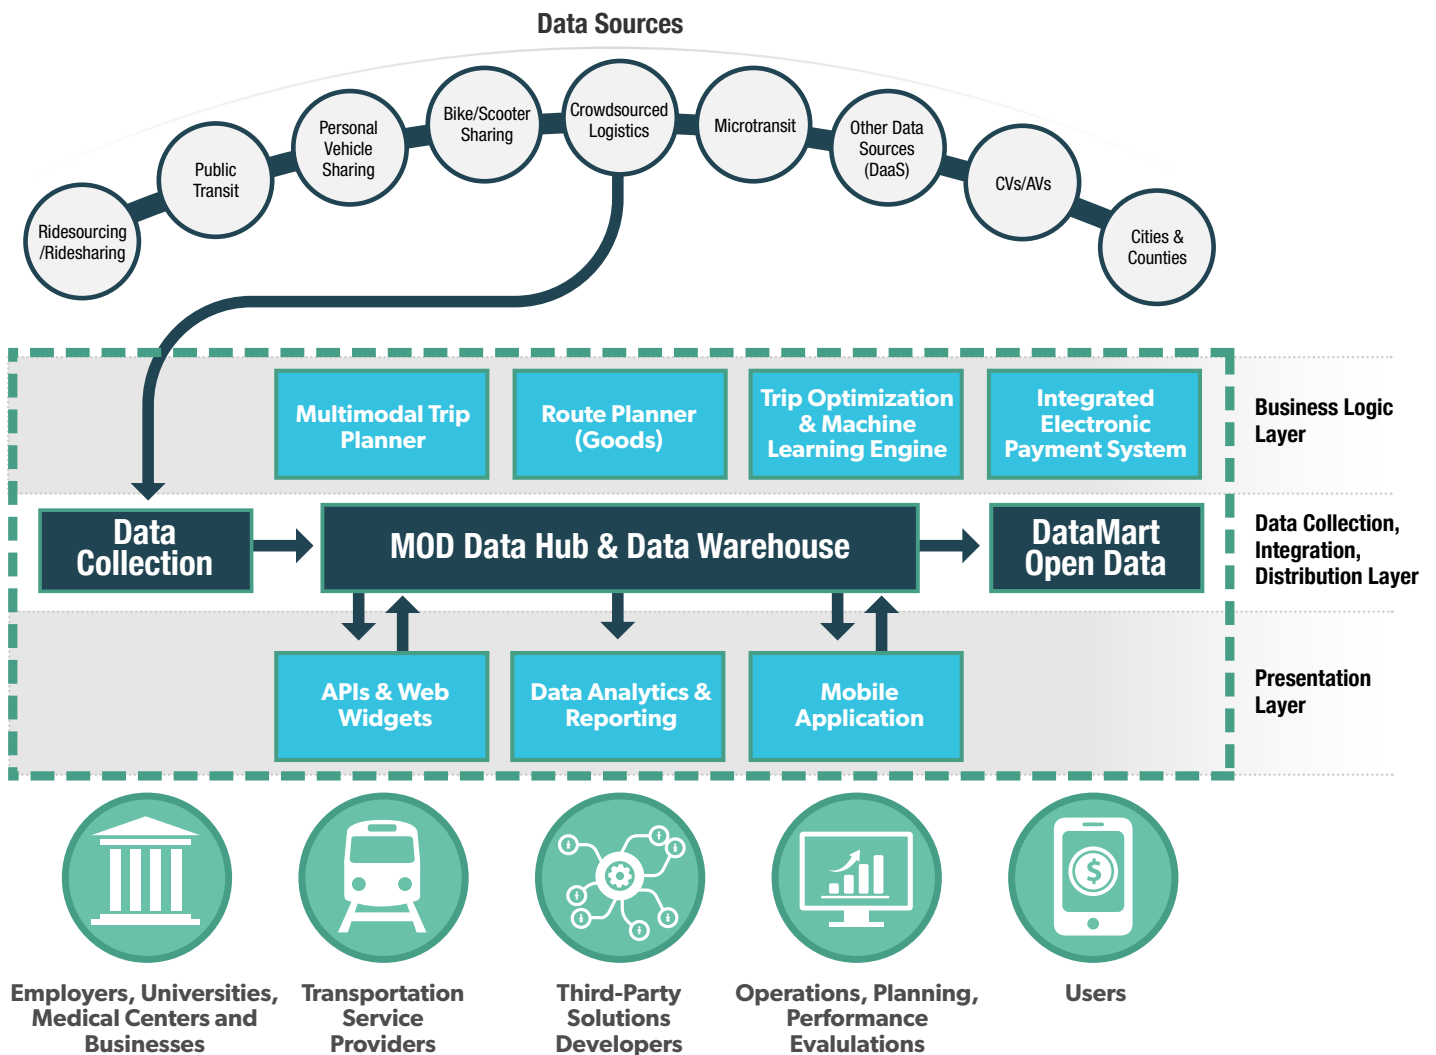 Data Sources
Ridesourcing
/Ridesharing
Public
Transit
Personal
Vehicle
Sharing
Bike/Scooter
Sharing
Crowdsourced
Logistics
Microtransit
Other Data
Sources
(DaaS)
CVs/AVs
Cities &
Counties
Multimodal Trip
Planner
Route Planner
(Goods)
Trip Optimization
& Machine
Learning Engine
Integrated
Electronic
Payment System
Business Logic
Layer
Data
Collection
MOD Data Hub & Data Warehouse
DataMart
Open Data
Data Collection,
Integration,
Distribution Layer
APIs & Web
Widgets
Data Analytics &
Reporting
Mobile
Application
Presentation
Layer
$
Employers, Universities,
Medical Centers and
Businesses
Transportation
Service
Providers
Third-Party
Solutions
Developers
Operations, Planning,
Performance
Evalulations
Users